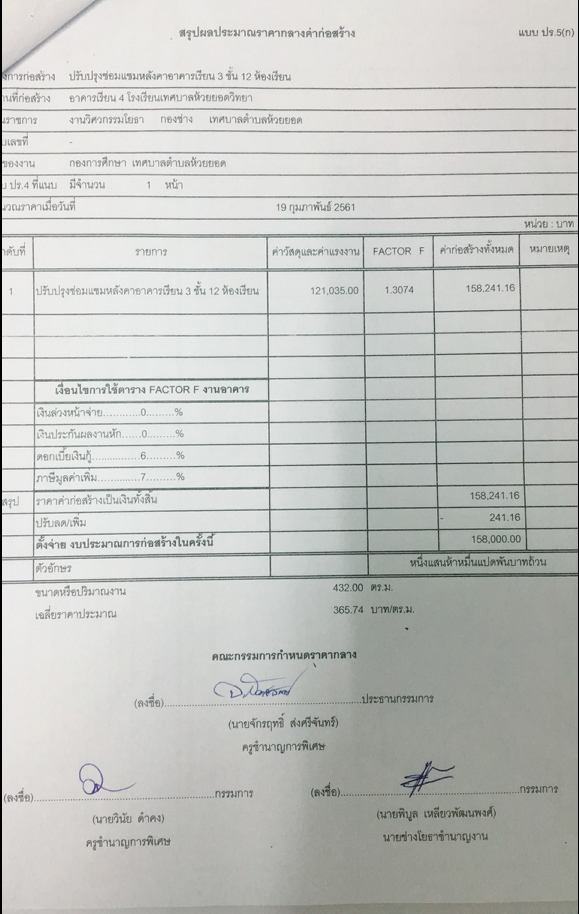 สรุปผลประมาณราคากลางค่าก่อสร้าง แบบ ปร.5(ก)
งการก่อสร้าง ปรับปรุงซ่อมแซมหลังคาอาคารเรียน 3 ชั้น 12 ห้องเรียน
านที่ก่อสร้าง อาคารเรียน 4 โรงเรียนเทศบาลห้วยยอดวิทยา
นราชการ งานวิศวกรรมโยธา กองช่าง เทศบาลตำบลห้วยยอด
บเลขที่ -
ของงาน กองการศึกษา เทศบาลตำบลห้วยยอด
บ ปร.4 ที่แนบ มีจำนวน 1 หน้า
นวณราคาเมื่อวันที่ 19 กุมภาพันธ์ 2561
หน่วย : บาท
าดับที่ รายการ ค่าวัสดุและค่าแรงงาน FACTOR F ค่าก่อสร้างทั้งหมด หมายเหตุ
1 ปรับปรุงซ่อมแซมหลังคาอาคารเรียน 3 ชั้น 12 ห้องเรียน 121,035.00 1.3074 158,241.16
เงื่อนไขการใช้ตาราง FACTOR F งานอาคาร
เงินล่วงหน้าจ่าย............0.........%
เงินประกันผลงานหัก......0.........%
ดอกเบี้ยเงินกู้................6.........%
ภาษีมูลค่าเพิ่ม...............7.........%
สรุป ราคาค่าก่อสร้างเป็นเงินทั้งสิ้น 158,241.16
ปรับลด/เพิ่ม - 241.16
ตั้งจ่าย งบประมาณการก่อสร้างในครั้งนี้ 158,000.00
ตัวอักษร หนึ่งแสนห้าหมื่นแปดพันบาทถ้วน
ขนาดหรือปริมาณงาน 432.00 ตร.ม.
เฉลี่ยราคาประมาณ 365.74 บาท/ตร.ม.
คณะกรรมการกำหนดราคากลาง
(ลงชื่อ)............................................................ประธานกรรมการ
(นายจักรฤทธิ์ ส่งศรีจันทร์)
ครูชำนาญการพิเศษ
(ลงชื่อ)......................................................กรรมการ (ลงชื่อ)......................................................กรรมการ
(นายวินัย ดำคง) (นายพิบูล เหลียวพัฒนพงศ์)
ครูชำนาญการพิเศษ นายช่างโยธาชำนาญงาน